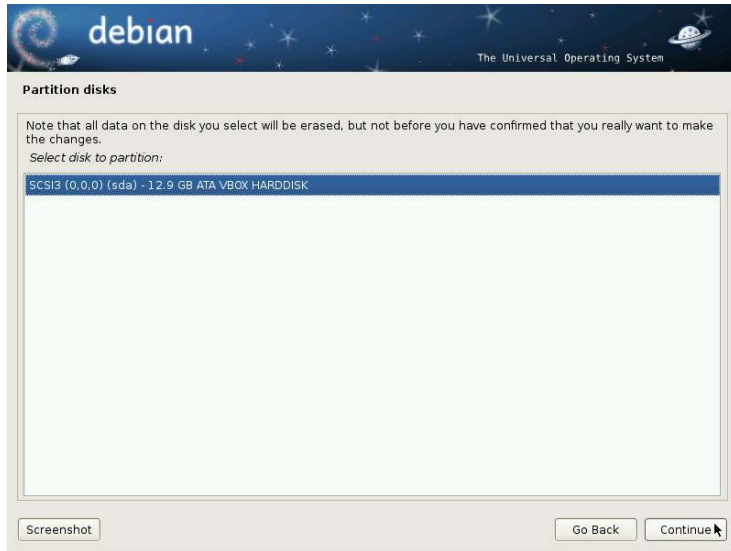 debian
The Universal Operating System
Partition disks
Note that all data on the disk you select will be erased, but not before you have confirmed that you really want to make
the changes.
Select disk to partition:
SCSI3 (0,0,0) (sda) - 12.9 GB ATA VBOX HARDDISK
Screenshot
Go Back
Continue